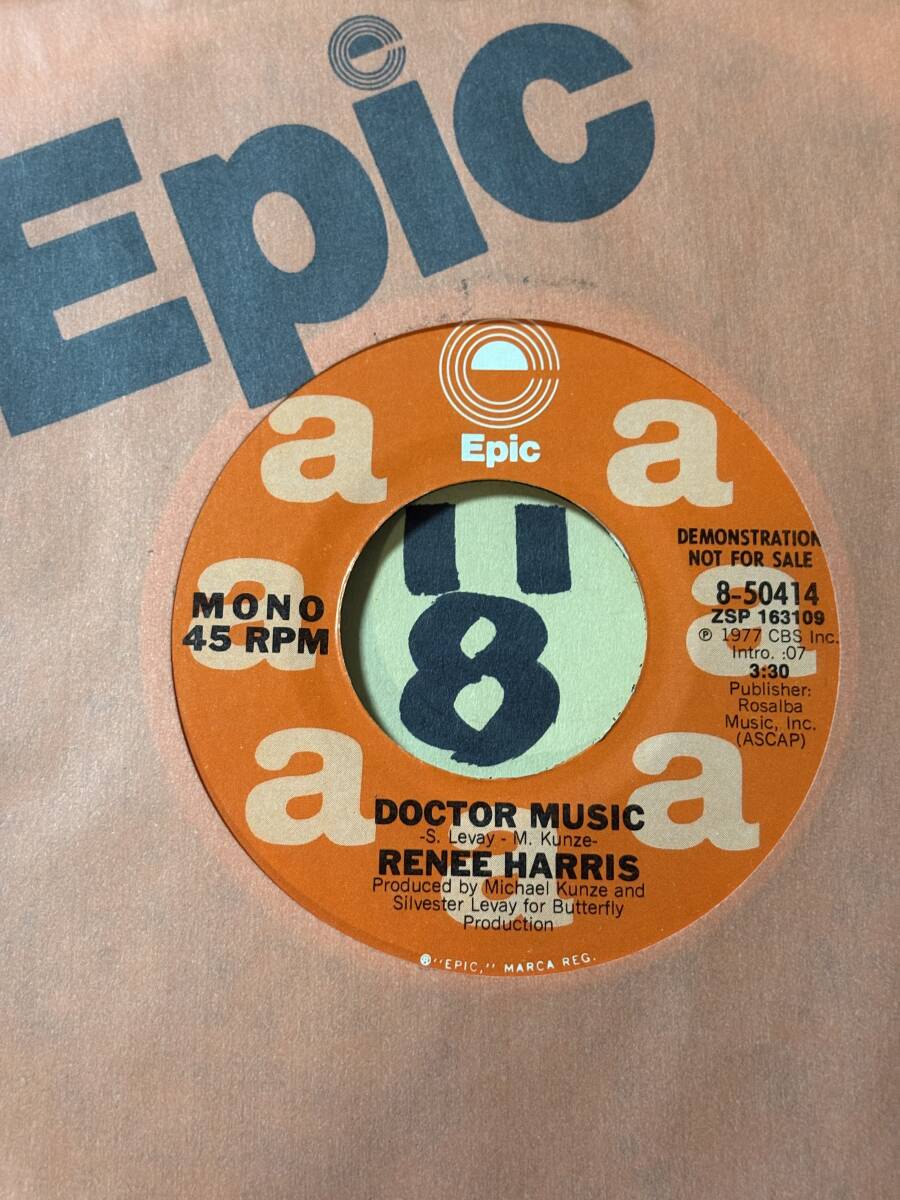 Epic
Epic
a a
DEMONSTRATION
NOT FOR SALE
8-50414
ZSP 163109
℗ 1977 CBS Inc.
Intro. :07
3:30
Publisher:
Rosalba
Music, Inc.
(ASCAP)
a a
MONO
45 RPM
8
a a
a
DOCTOR MUSIC
-S. Levay - M. Kunze-
RENEE HARRIS
Produced by Michael Kunze and
Silvester Levay for Butterfly
Production
®"EPIC," MARCA REG.